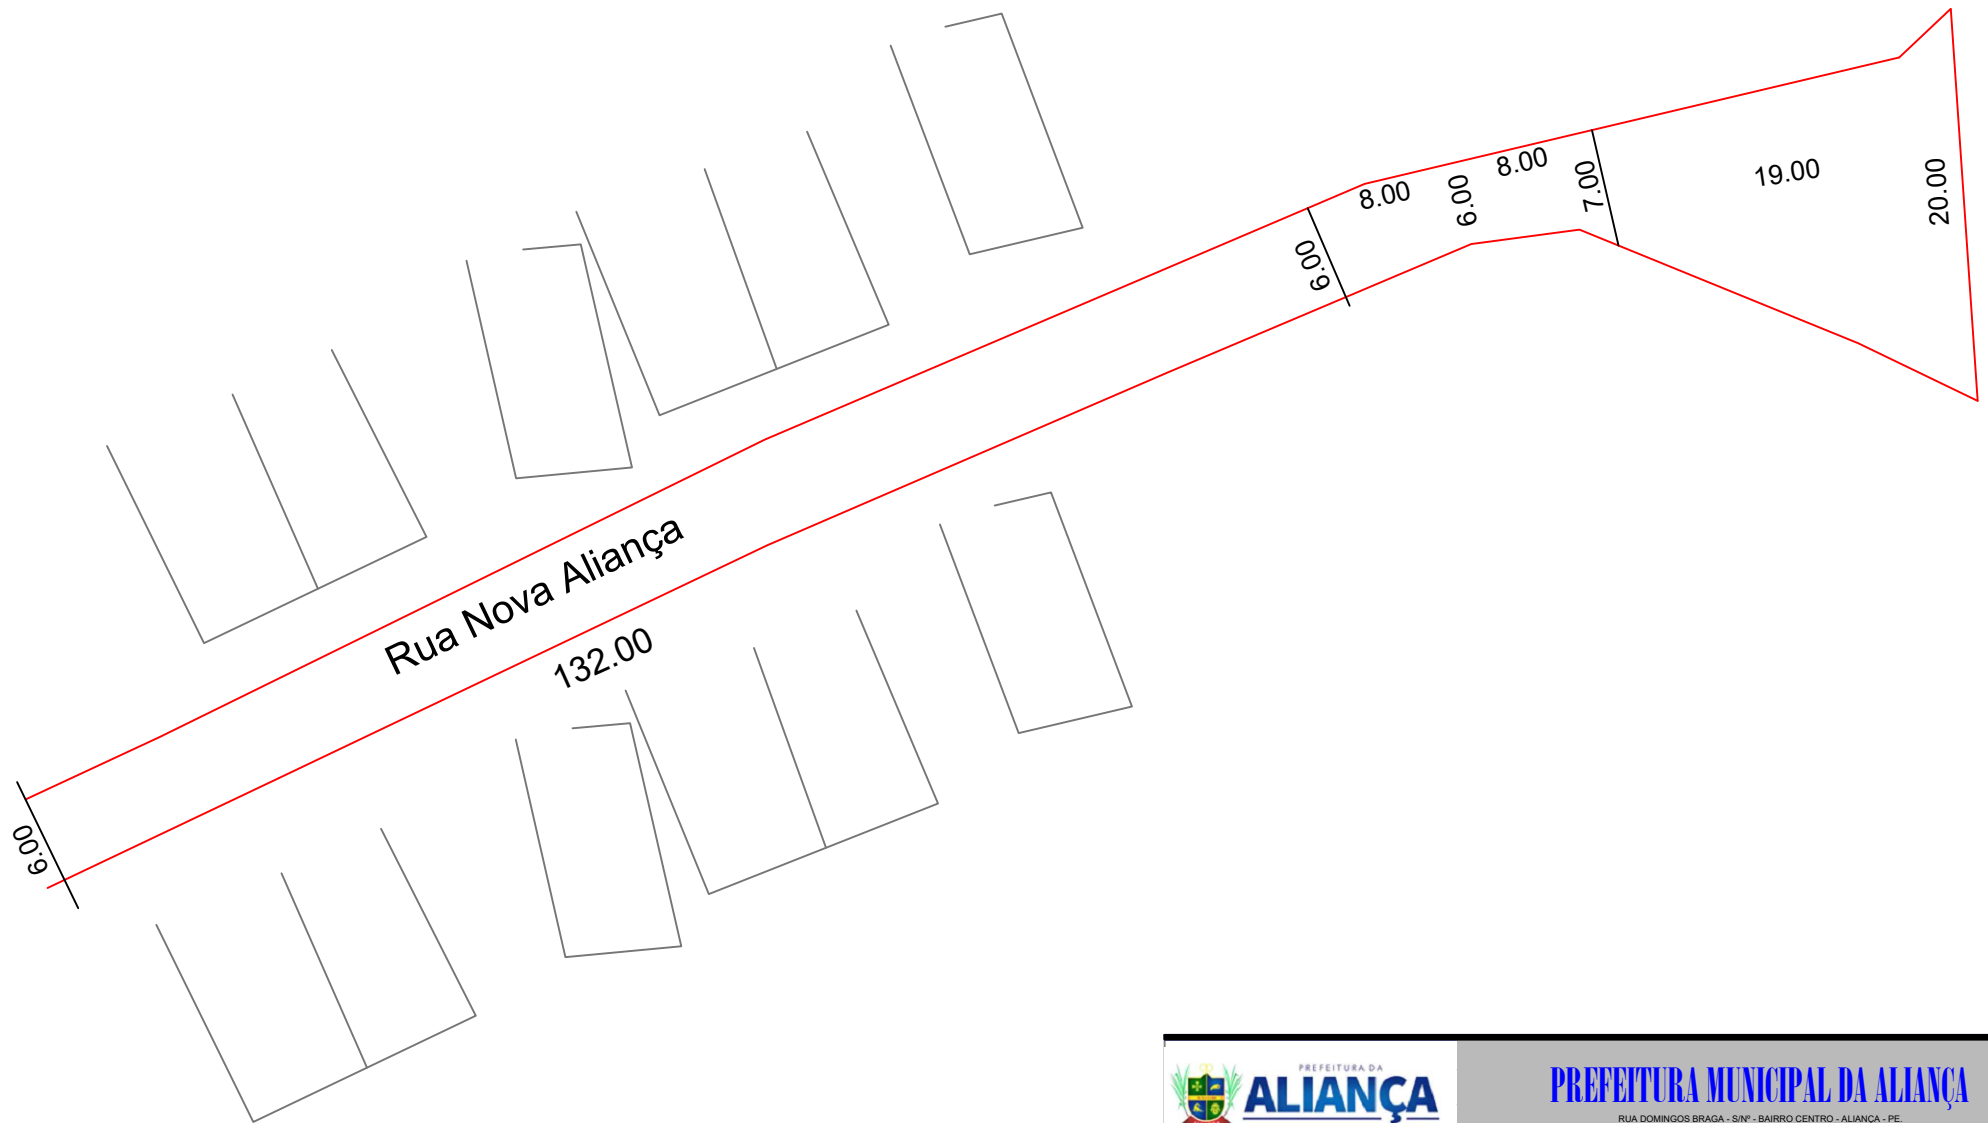 8.00
8.00
6.00
7.00
19.00
20.00
6.00
Rua Nova Aliança
132.00
6.00
PREFEITURA DA
ALIANÇA
PREFEITURA MUNICIPAL DA ALIANÇA
RUA DOMINGOS BRAGA - S/Nº - BAIRRO CENTRO - ALIANÇA - PE.